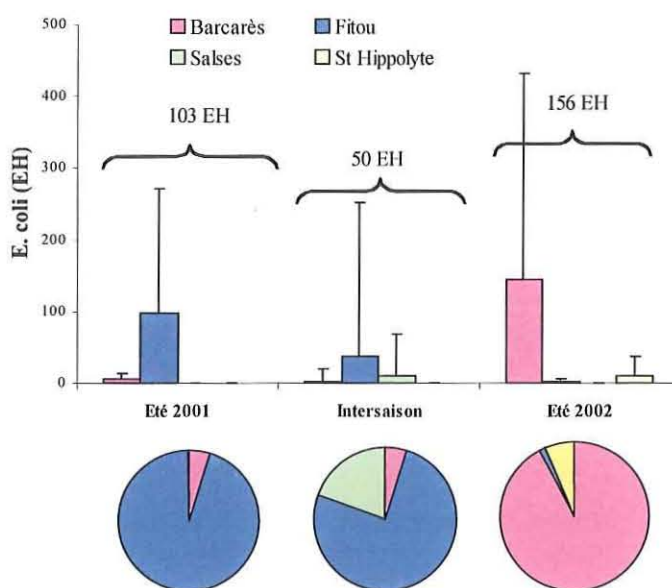 500
Barcarès Fitou
Salses St Hippolyte
400
103 EH
156 EH
300
50 EH
E. coli (EH)
200
100
0
Eté 2001 Intersaison Eté 2002